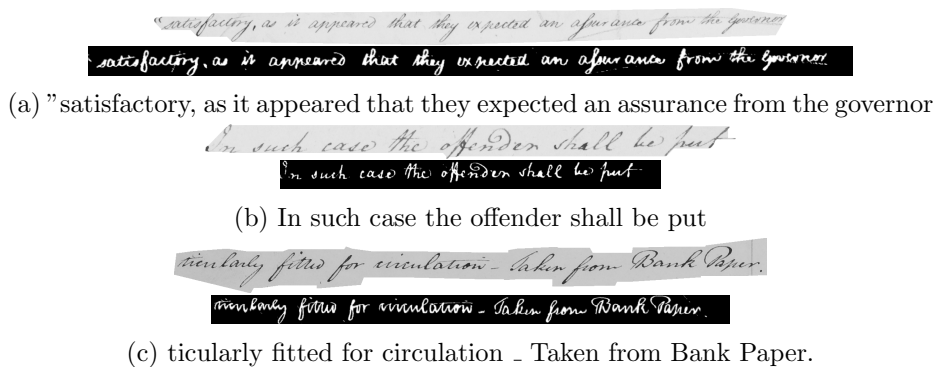 "satisfactory, as it appeared that they expected an assurance from the Governor
satisfactory, as it appeared that they expected an assurance from the Governor
(a) ”satisfactory, as it appeared that they expected an assurance from the governor
In such case the offender shall be put
In such case the offender shall be put
(b) In such case the offender shall be put
ticularly fitted for circulation - Taken from Bank Paper.
ticularly fitted for circulation - Taken from Bank Paper.
(c) ticularly fitted for circulation _ Taken from Bank Paper.